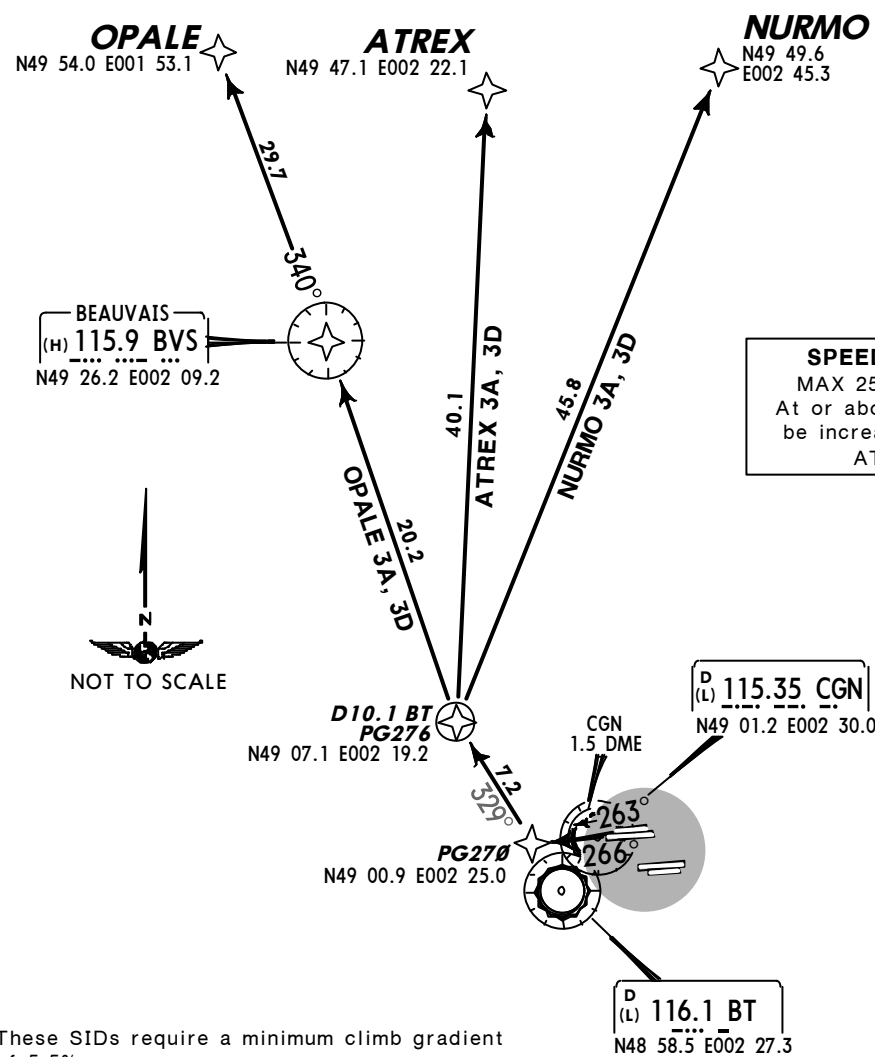 OPALE
N49 54.0 E001 53.1
ATREX
N49 47.1 E002 22.1
NURMO
N49 49.6
E002 45.3
29.7
340°
BEAUVAIS
(H) 115.9 BVS
N49 26.2 E002 09.2
40.1
ATREX 3A, 3D
45.8
NURMO 3A, 3D
20.2
OPALE 3A, 3D
SPEE
MAX 25
At or abo
be increa
AT
N
NOT TO SCALE
D10.1 BT
PG276
N49 07.1 E002 19.2
7.2
329°
CGN
1.5 DME
D
(L) 115.35 CGN
N49 01.2 E002 30.0
263°
266°
PG270
N49 00.9 E002 25.0
D
(L) 116.1 BT
N48 58.5 E002 27.3
These SIDs require a minimum climb gradient